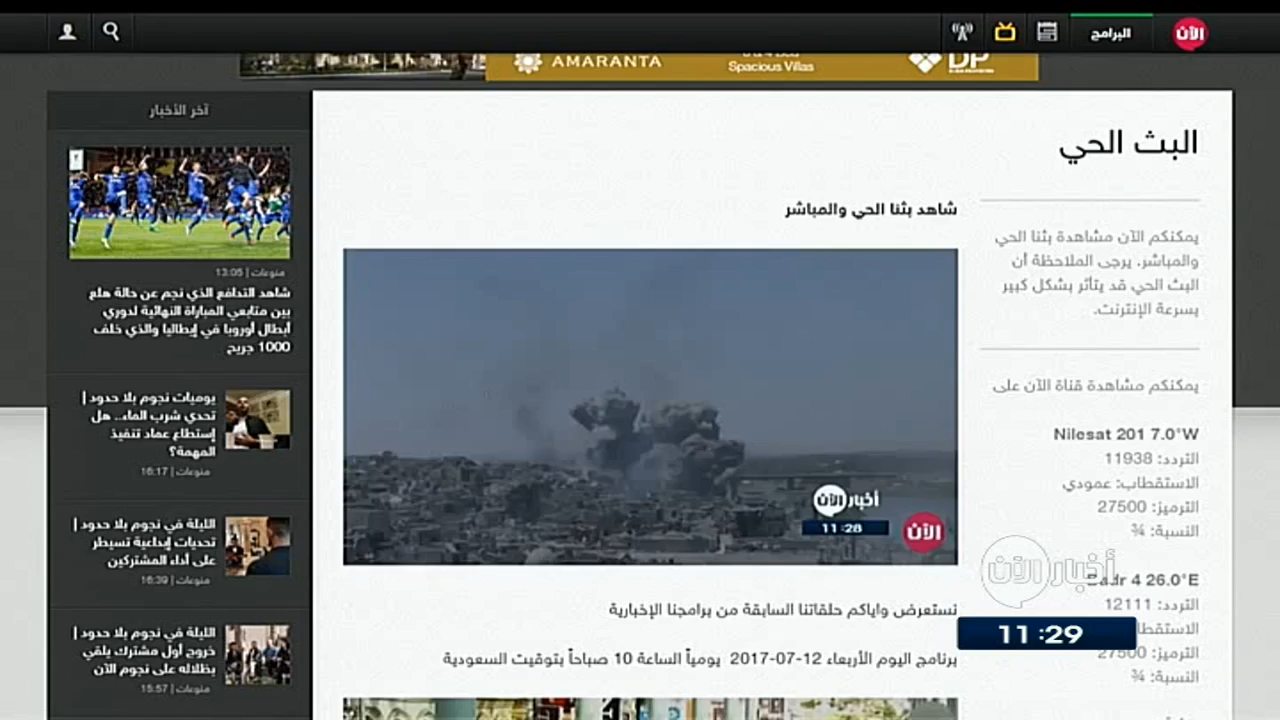 البرامج
الآن
AMARANTA
Spacious Villas
DP
آخر الأخبار
منوعات | 13:05
شاهد التدافع الذي نجم عن حالة هلع
بين متابعي المباراة النهائية لدوري
أبطال أوروبا في إيطاليا والذي خلف
1000 جريح
يوميات نجوم بلا حدود |
تحدي شرب الماء.. هل
إستطاع عماد تنفيذ
المهمة؟
منوعات | 16:17
الليلة في نجوم بلا حدود |
تحديات إبداعية تسيطر
على أداء المشتركين
منوعات | 16:39
الليلة في نجوم بلا حدود |
خروج أول مشترك يلقي
بظلاله على نجوم الآن
منوعات | 15:57
البث الحي
شاهد بثنا الحي والمباشر
أخبار الآن
11:28
الآن
نستعرض واياكم حلقاتنا السابقة من برامجنا الإخبارية
برنامج اليوم الأربعاء 12-07-2017 يومياً الساعة 10 صباحاً بتوقيت السعودية
يمكنكم الآن مشاهدة بثنا الحي
والمباشر. يرجى الملاحظة أن
البث الحي قد يتأثر بشكل كبير
بسرعة الإنترنت.
يمكنكم مشاهدة قناة الآن على
Nilesat 201 7.0°W
التردد: 11938
الاستقطاب: عمودي
الترميز: 27500
النسبة: ¾
Badr 4 26.0°E
التردد: 12111
الاستقطا
الترميز: 27500
النسبة: ¾
أخبار الآن
11:29